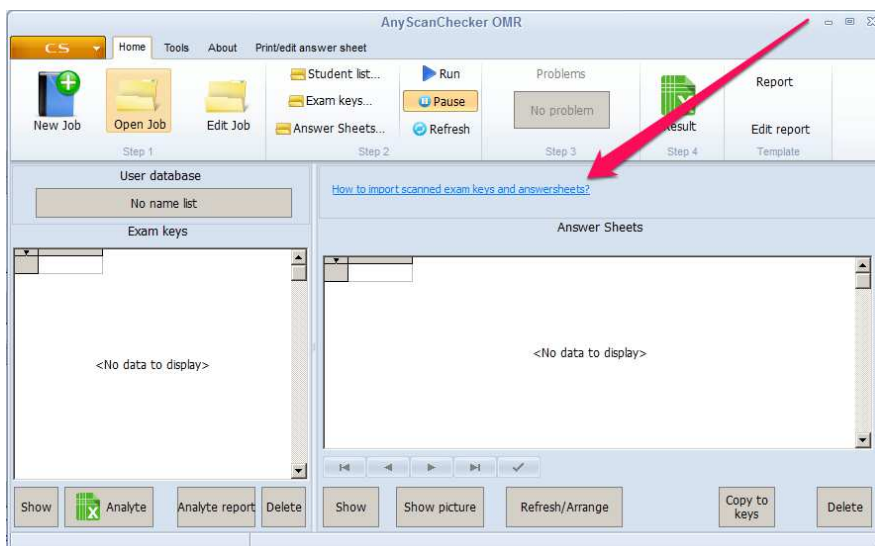 AnyScanChecker OMR
CS Home Tools About Print/edit answer sheet
Student list... Run Problems
Exam keys... Pause No problem Report
New Job Open Job Edit Job Answer Sheets... Refresh Result Edit report
Step 1 Step 2 Step 3 Step 4 Template
User database
No name list
How to import scanned exam keys and answersheets?
Exam keys
Answer Sheets
<No data to display>
<No data to display>
Show Analyte Analyte report Delete
Show Show picture Refresh/Arrange Copy to keys Delete